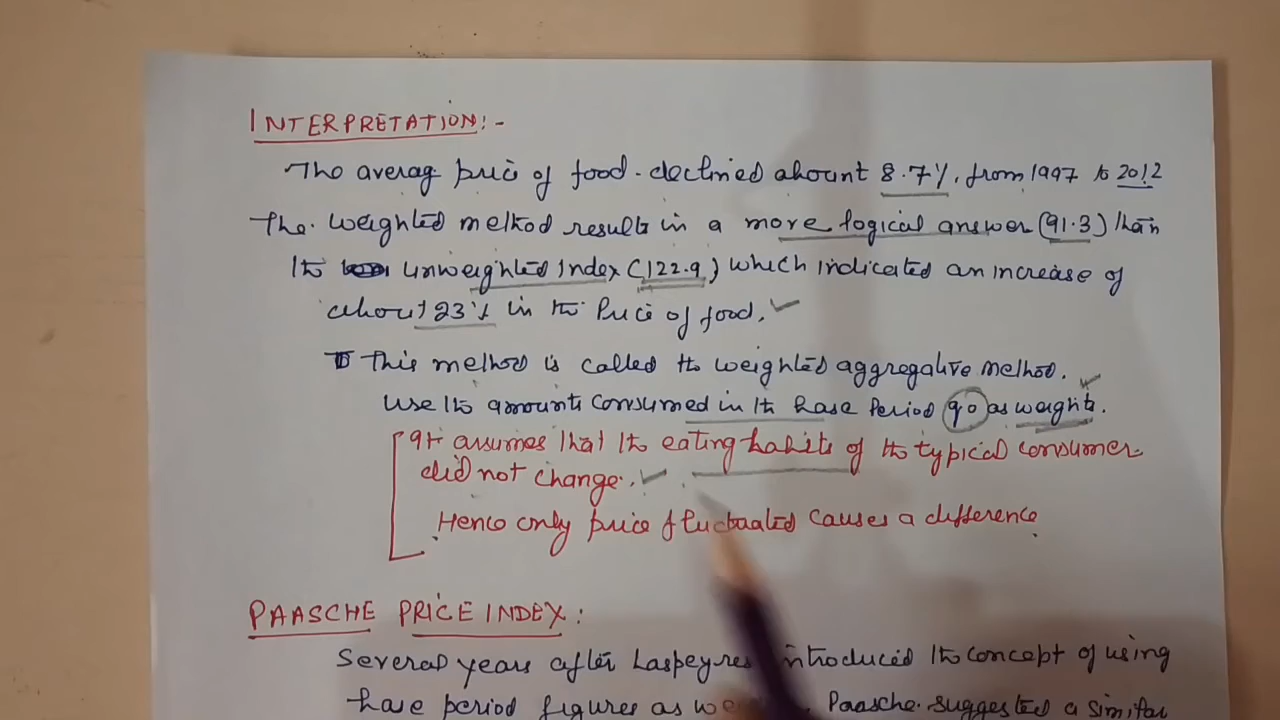 INTERPRETATION:-
The average price of food declined about 8.7%. from 1997 to 2012
The weighted method results in a more logical answer (91.3) than
the unweighted index (122.9) which indicated an increase of
about 23% in the Price of food.
This method is called the weighted aggregative method.
Use the amounts consumed in the base Period q0 as weights.
It assumes that the eating habits of the typical consumer
did not change.
Hence only price fluctuated causes a difference
PAASCHE PRICE INDEX:
Several years after Laspeyres introduced the concept of using
base period figures as Paasche suggested a similar